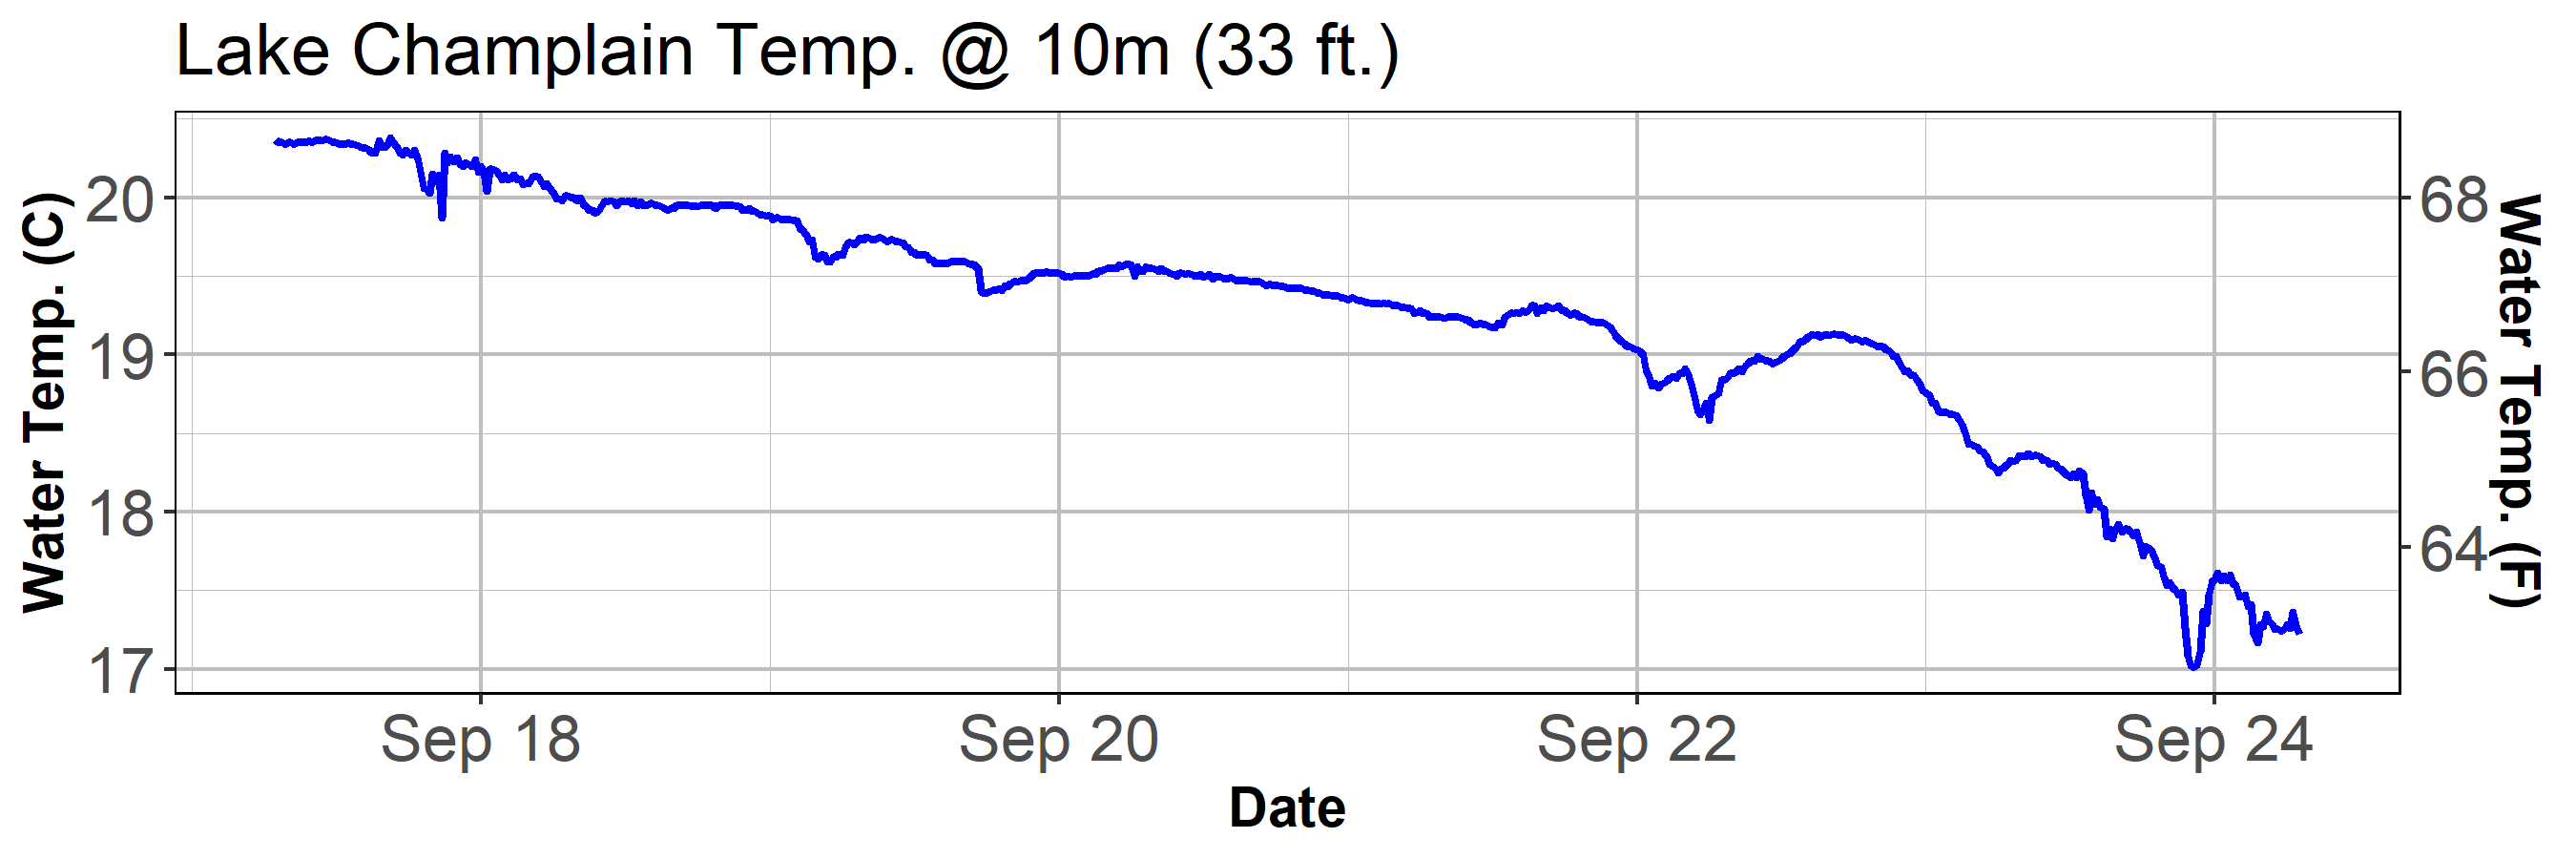 Lake Champlain Temp. @ 10m (33 ft.)
Water Temp. (C)
20
19
18
17
68
66
64
Water Temp. (F)
Sep 18
Sep 20
Sep 22
Sep 24
Date